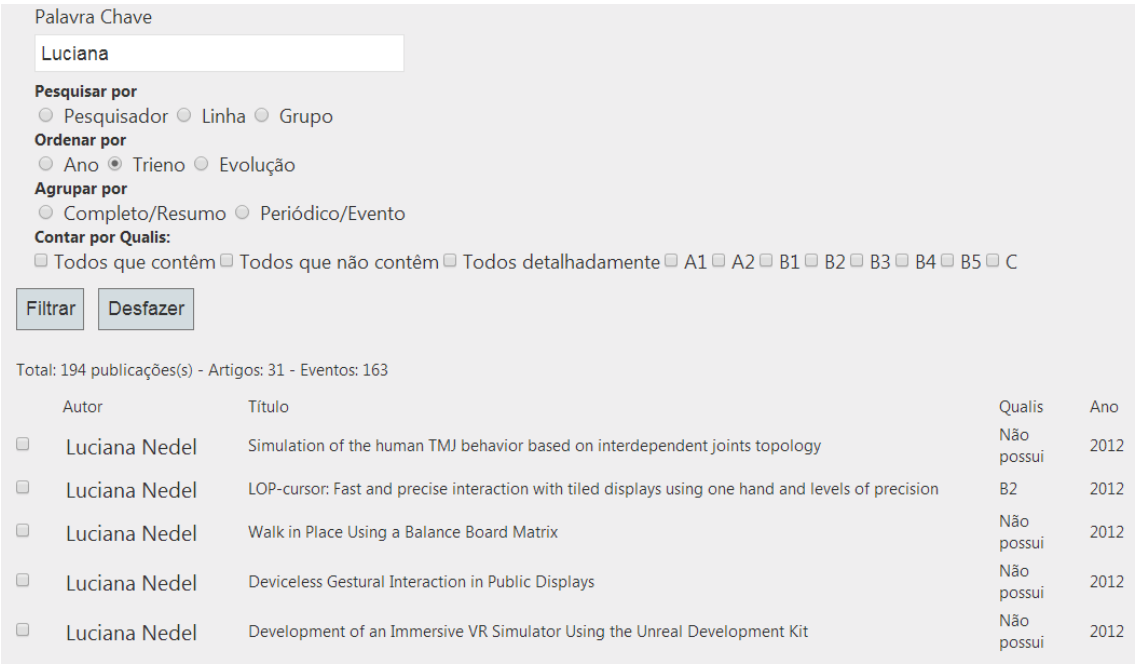 Palavra Chave
Luciana
Pesquisar por
Pesquisador Linha Grupo
Ordenar por
Ano Trieno Evolução
Agrupar por
Completo/Resumo Periódico/Evento
Contar por Qualis:
Todos que contêm Todos que não contêm Todos detalhadamente A1 A2 B1 B2 B3 B4 B5 C
Filtrar Desfazer
Total: 194 publicações(s) - Artigos: 31 - Eventos: 163
Autor Título Qualis Ano
Luciana Nedel Simulation of the human TMJ behavior based on interdependent joints topology Não possui 2012
Luciana Nedel LOP-cursor: Fast and precise interaction with tiled displays using one hand and levels of precision B2 2012
Luciana Nedel Walk in Place Using a Balance Board Matrix Não possui 2012
Luciana Nedel Deviceless Gestural Interaction in Public Displays Não possui 2012
Luciana Nedel Development of an Immersive VR Simulator Using the Unreal Development Kit Não possui 2012